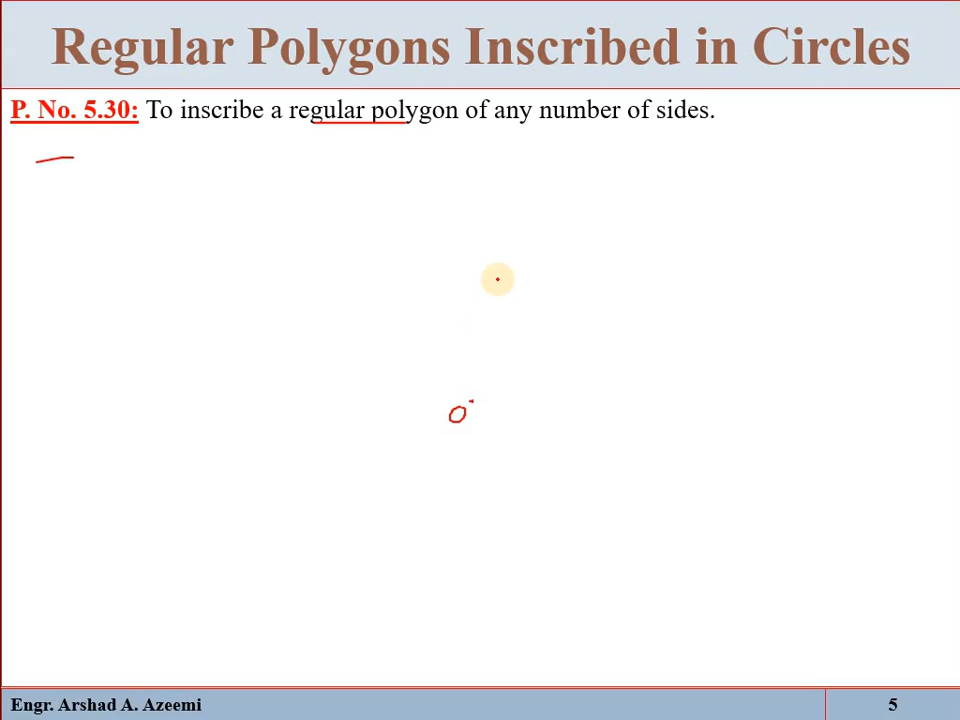 Regular Polygons Inscribed in Circles
P. No. 5.30: To inscribe a regular polygon of any number of sides.
O
Engr. Arshad A. Azeemi 5